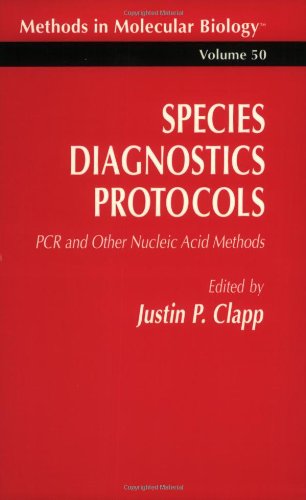 Methods in Molecular Biology™
Volume 50
SPECIES
DIAGNOSTICS
PROTOCOLS
PCR and Other Nucleic Acid Methods
Edited by
Justin P. Clapp